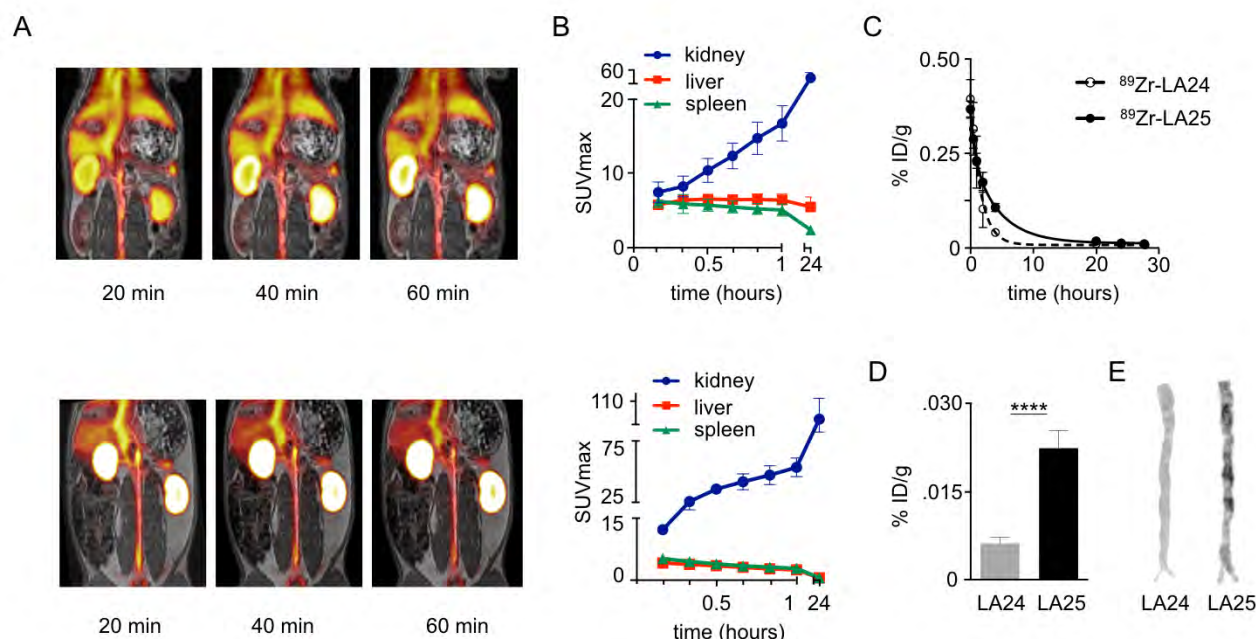 A
20 min
40 min
60 min
20 min
40 min
60 min
B
kidney
liver
spleen
60
20
10
0
SUVmax
0
0.5
1
24
time (hours)
kidney
liver
spleen
110
75
25
15
0
SUVmax
0.5
1
24
time (hours)
C
0.50
0.25
0
% ID/g
⁸⁹Zr-LA24
⁸⁹Zr-LA25
0
10
20
30
time (hours)
D
.030
.015
0
% ID/g
****
LA24
LA25
E
LA24
LA25